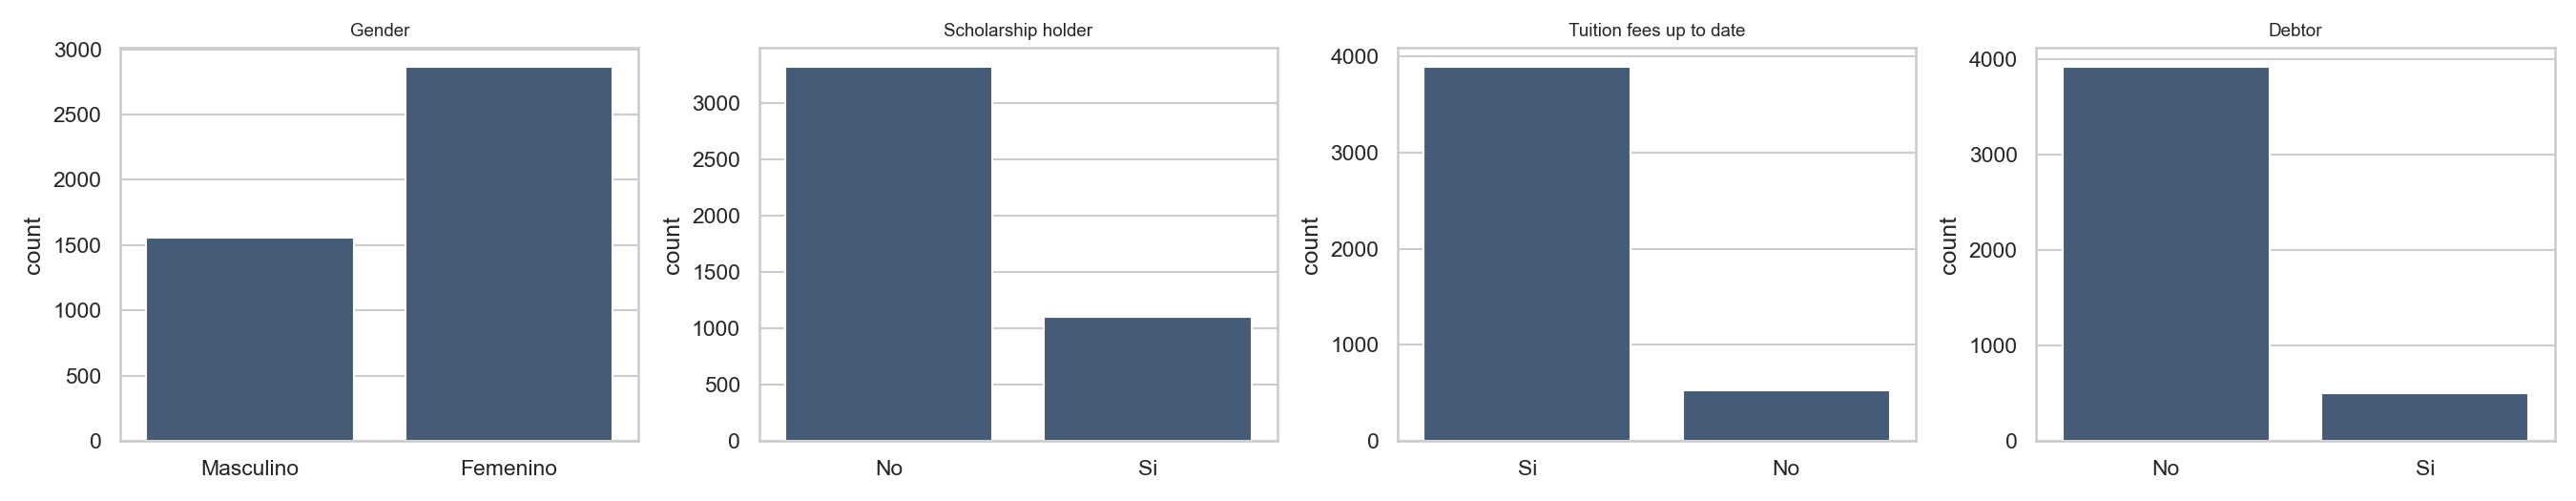 Gender
3000
2500
2000
1500
1000
500
0
count
Masculino Femenino
Scholarship holder
3000
2500
2000
1500
1000
500
0
count
No Si
Tuition fees up to date
4000
3000
2000
1000
0
count
Si No
Debtor
4000
3000
2000
1000
0
count
No Si